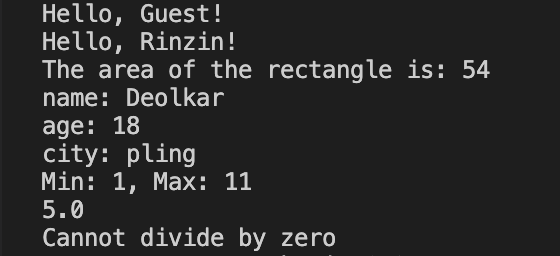 Hello, Guest!
Hello, Rinzin!
The area of the rectangle is: 54
name: Deolkar
age: 18
city: pling
Min: 1, Max: 11
5.0
Cannot divide by zero